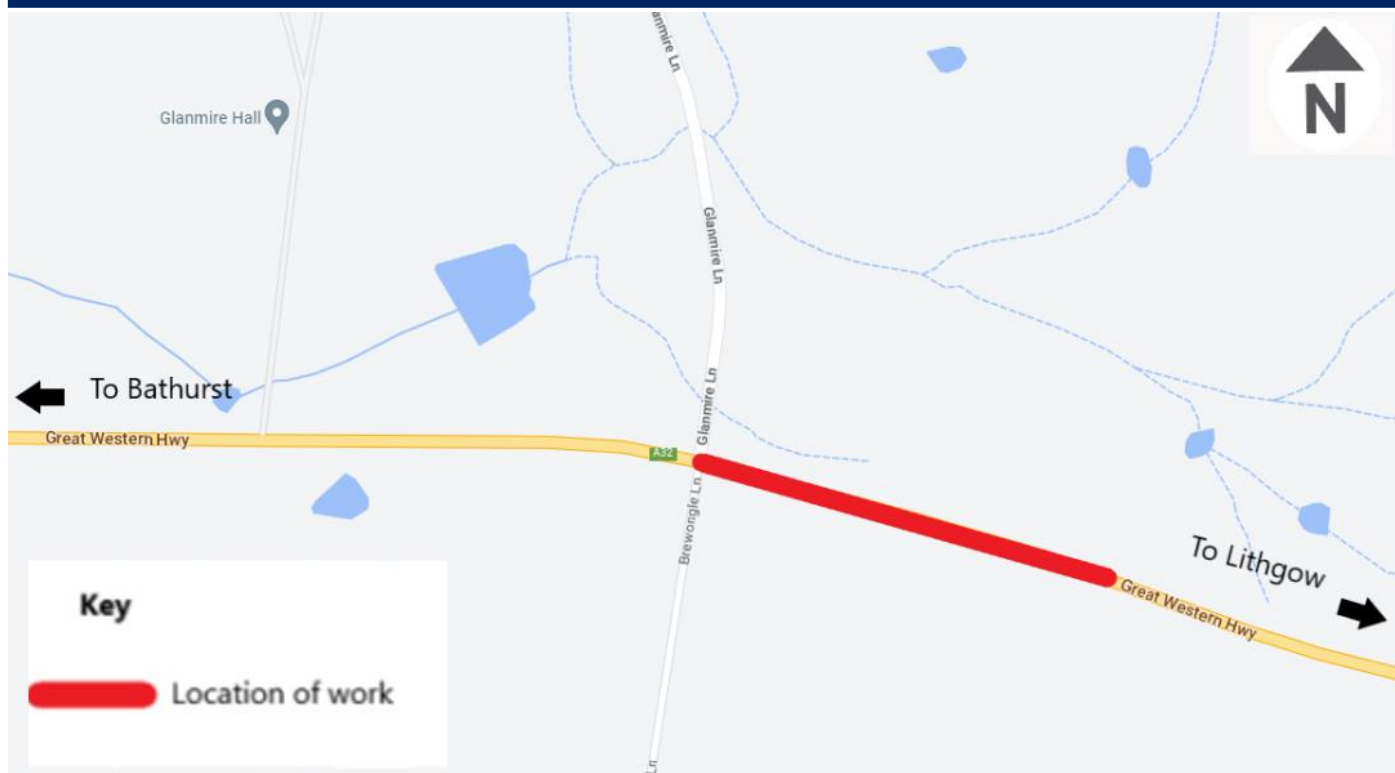 Glanmire Ln
N
Glanmire Hall
Glanmire Ln
To Bathurst
Glanmire Ln
Great Western Hwy
A32
Brewongle Ln
To Lithgow
Great Western Hwy
Key
Location of work
Ln